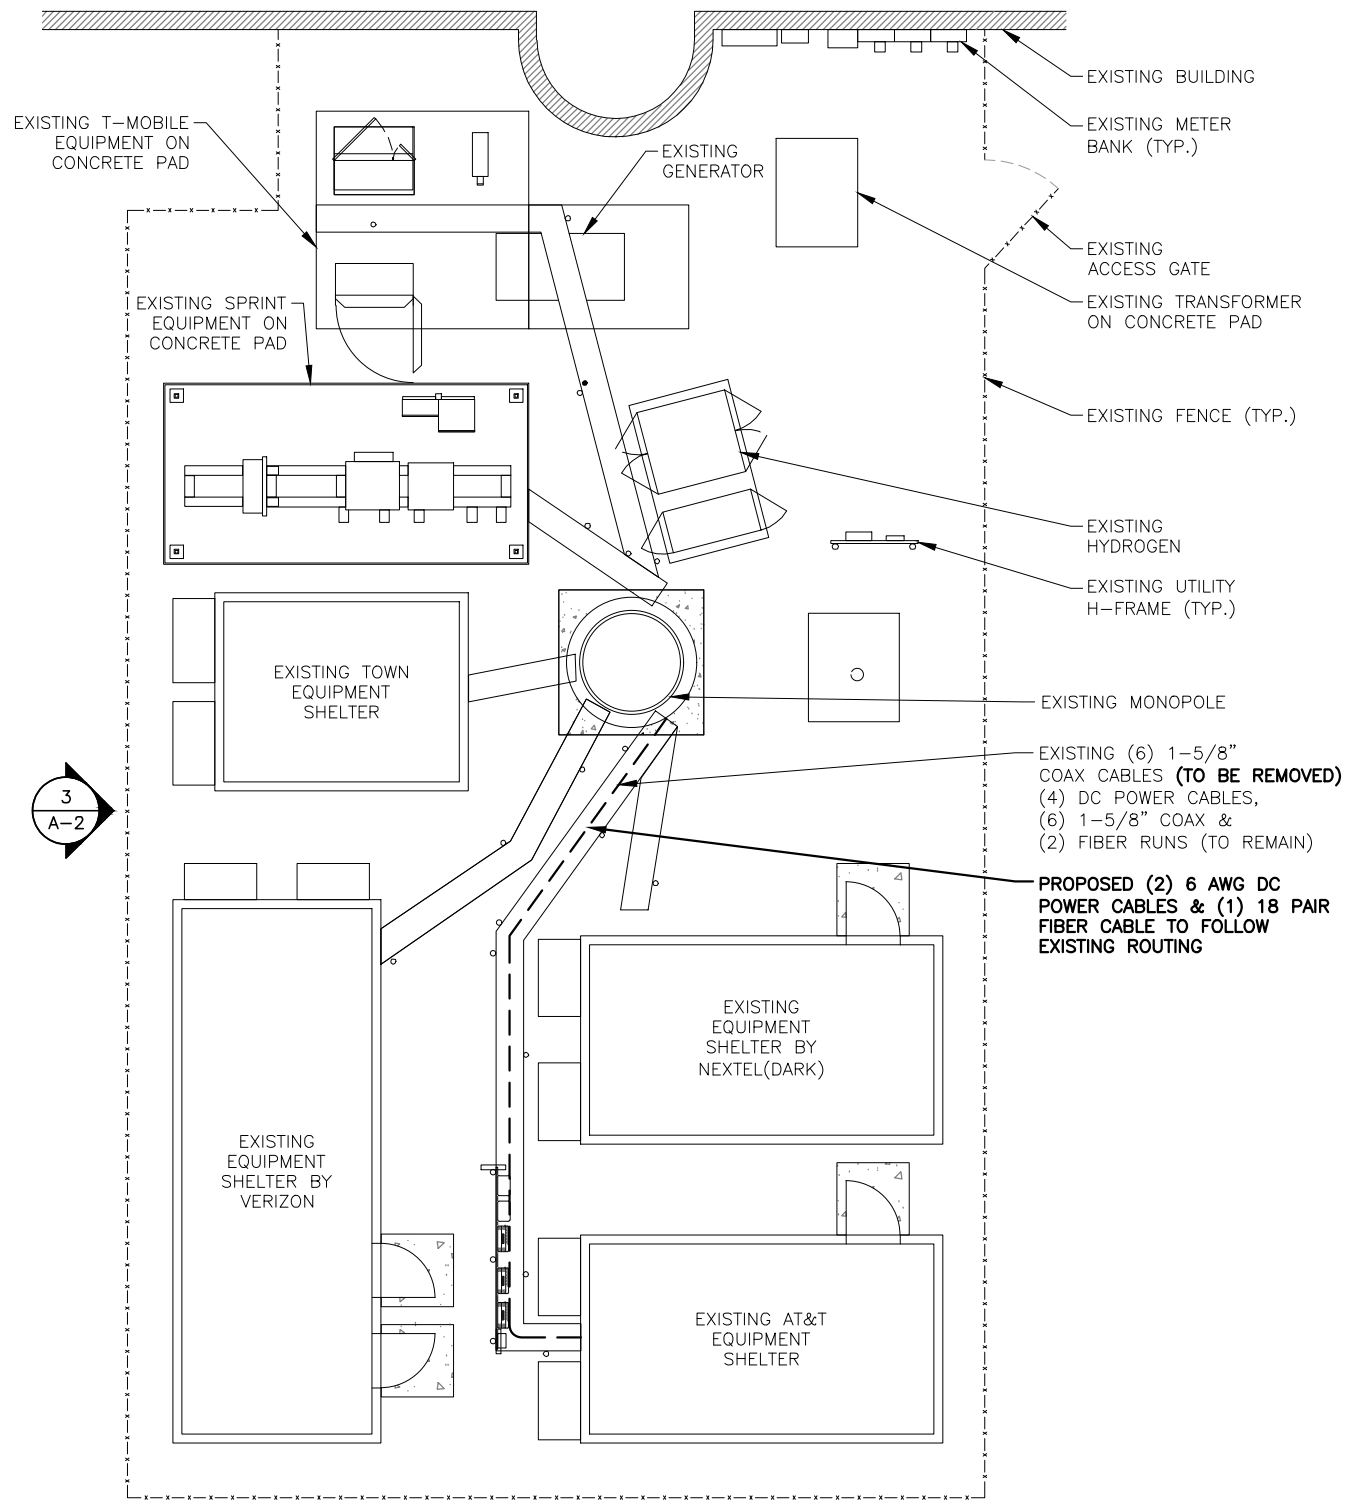 EXISTING BUILDING
EXISTING METER
BANK (TYP.)
EXISTING T-MOBILE
EQUIPMENT ON
CONCRETE PAD
EXISTING
GENERATOR
EXISTING
ACCESS GATE
EXISTING SPRINT
EQUIPMENT ON
CONCRETE PAD
EXISTING TRANSFORMER
ON CONCRETE PAD
EXISTING FENCE (TYP.)
EXISTING
HYDROGEN
EXISTING UTILITY
H-FRAME (TYP.)
EXISTING TOWN
EQUIPMENT
SHELTER
EXISTING MONOPOLE
EXISTING (6) 1-5/8"
COAX CABLES (TO BE REMOVED)
(4) DC POWER CABLES,
(6) 1-5/8" COAX &
(2) FIBER RUNS (TO REMAIN)
3
A-2
PROPOSED (2) 6 AWG DC
POWER CABLES & (1) 18 PAIR
FIBER CABLE TO FOLLOW
EXISTING ROUTING
EXISTING
EQUIPMENT
SHELTER BY
NEXTEL(DARK)
EXISTING
EQUIPMENT
SHELTER BY
VERIZON
EXISTING AT&T
EQUIPMENT
SHELTER